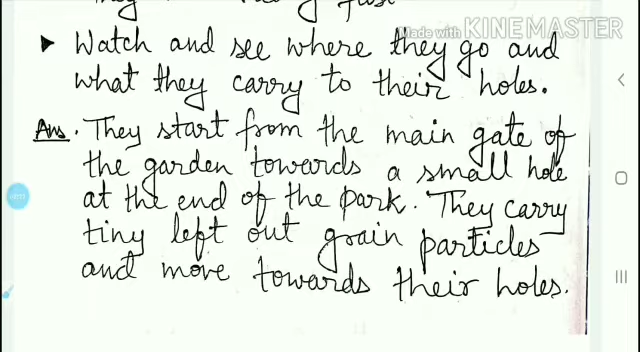 Made with KINEMASTER
▶ Watch and see where they go and
what they carry to their holes.
Ans. They start from the main gate of
the garden towards a small hole
at the end of the park. They carry
tiny left out grain particles
and move towards their holes.